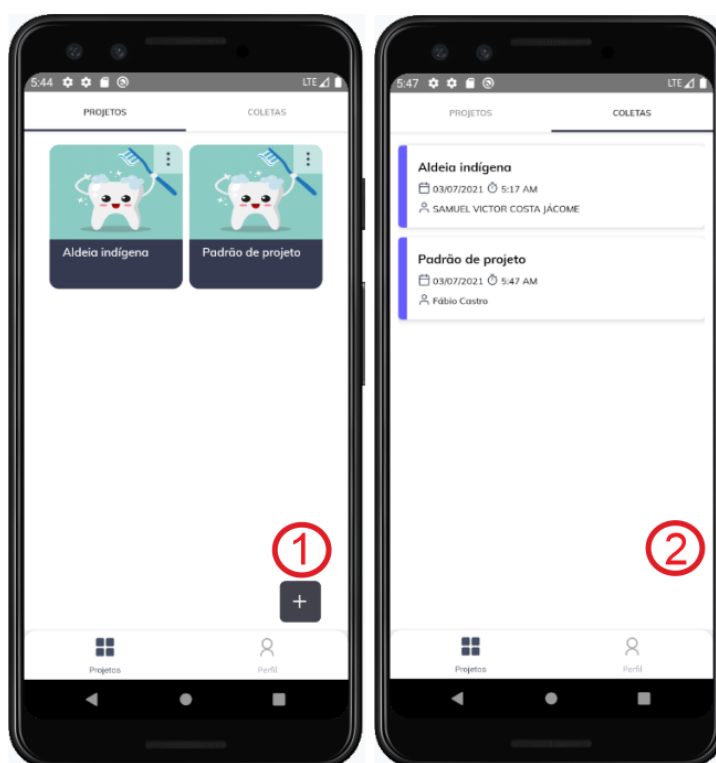 5:44
LTE
PROJETOS
COLETAS
Aldeia indígena
Padrão de projeto
1
+
Projetos
Perfil
5:47
LTE
PROJETOS
COLETAS
Aldeia indígena
03/07/2021 5:17 AM
SAMUEL VICTOR COSTA JÁCOME
Padrão de projeto
03/07/2021 5:47 AM
Fábio Castro
2
Projetos
Perfil